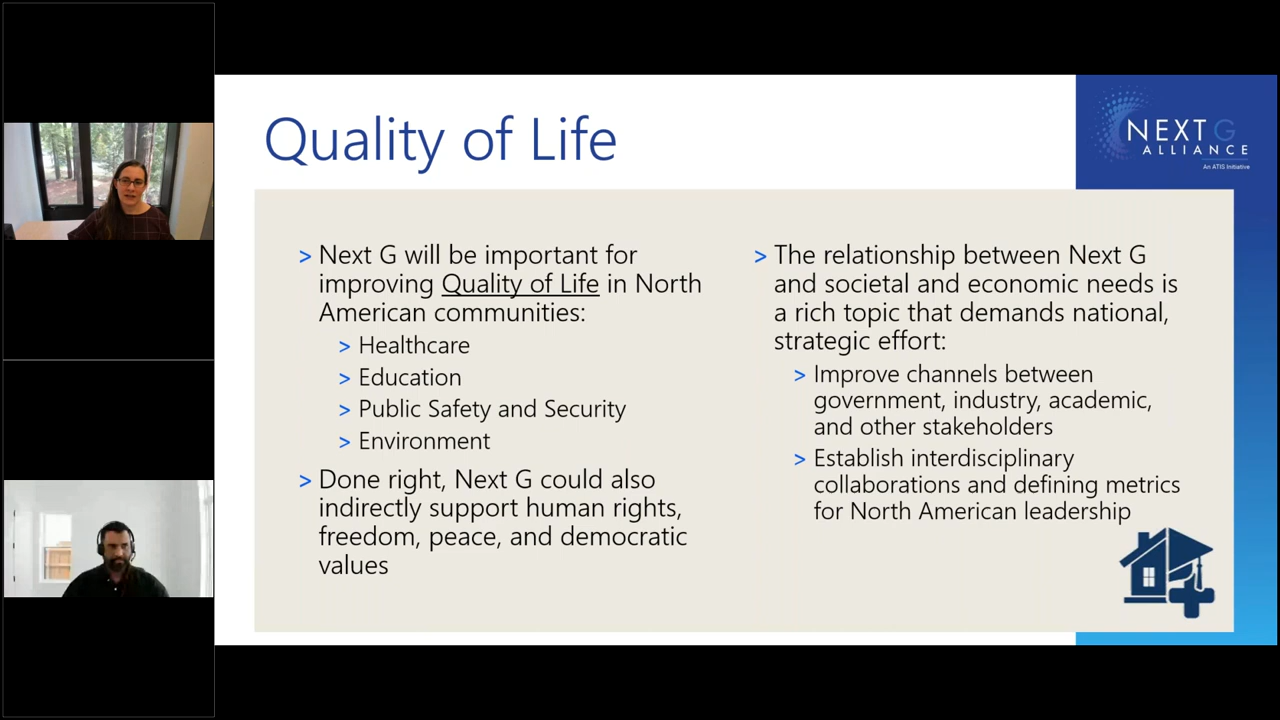 Quality of Life
NEXT G
ALLIANCE
An ATIS Initiative
> Next G will be important for
improving Quality of Life in North
American communities:
> Healthcare
> Education
> Public Safety and Security
> Environment
> Done right, Next G could also
indirectly support human rights,
freedom, peace, and democratic
values
> The relationship between Next G
and societal and economic needs is
a rich topic that demands national,
strategic effort:
> Improve channels between
government, industry, academic,
and other stakeholders
> Establish interdisciplinary
collaborations and defining metrics
for North American leadership